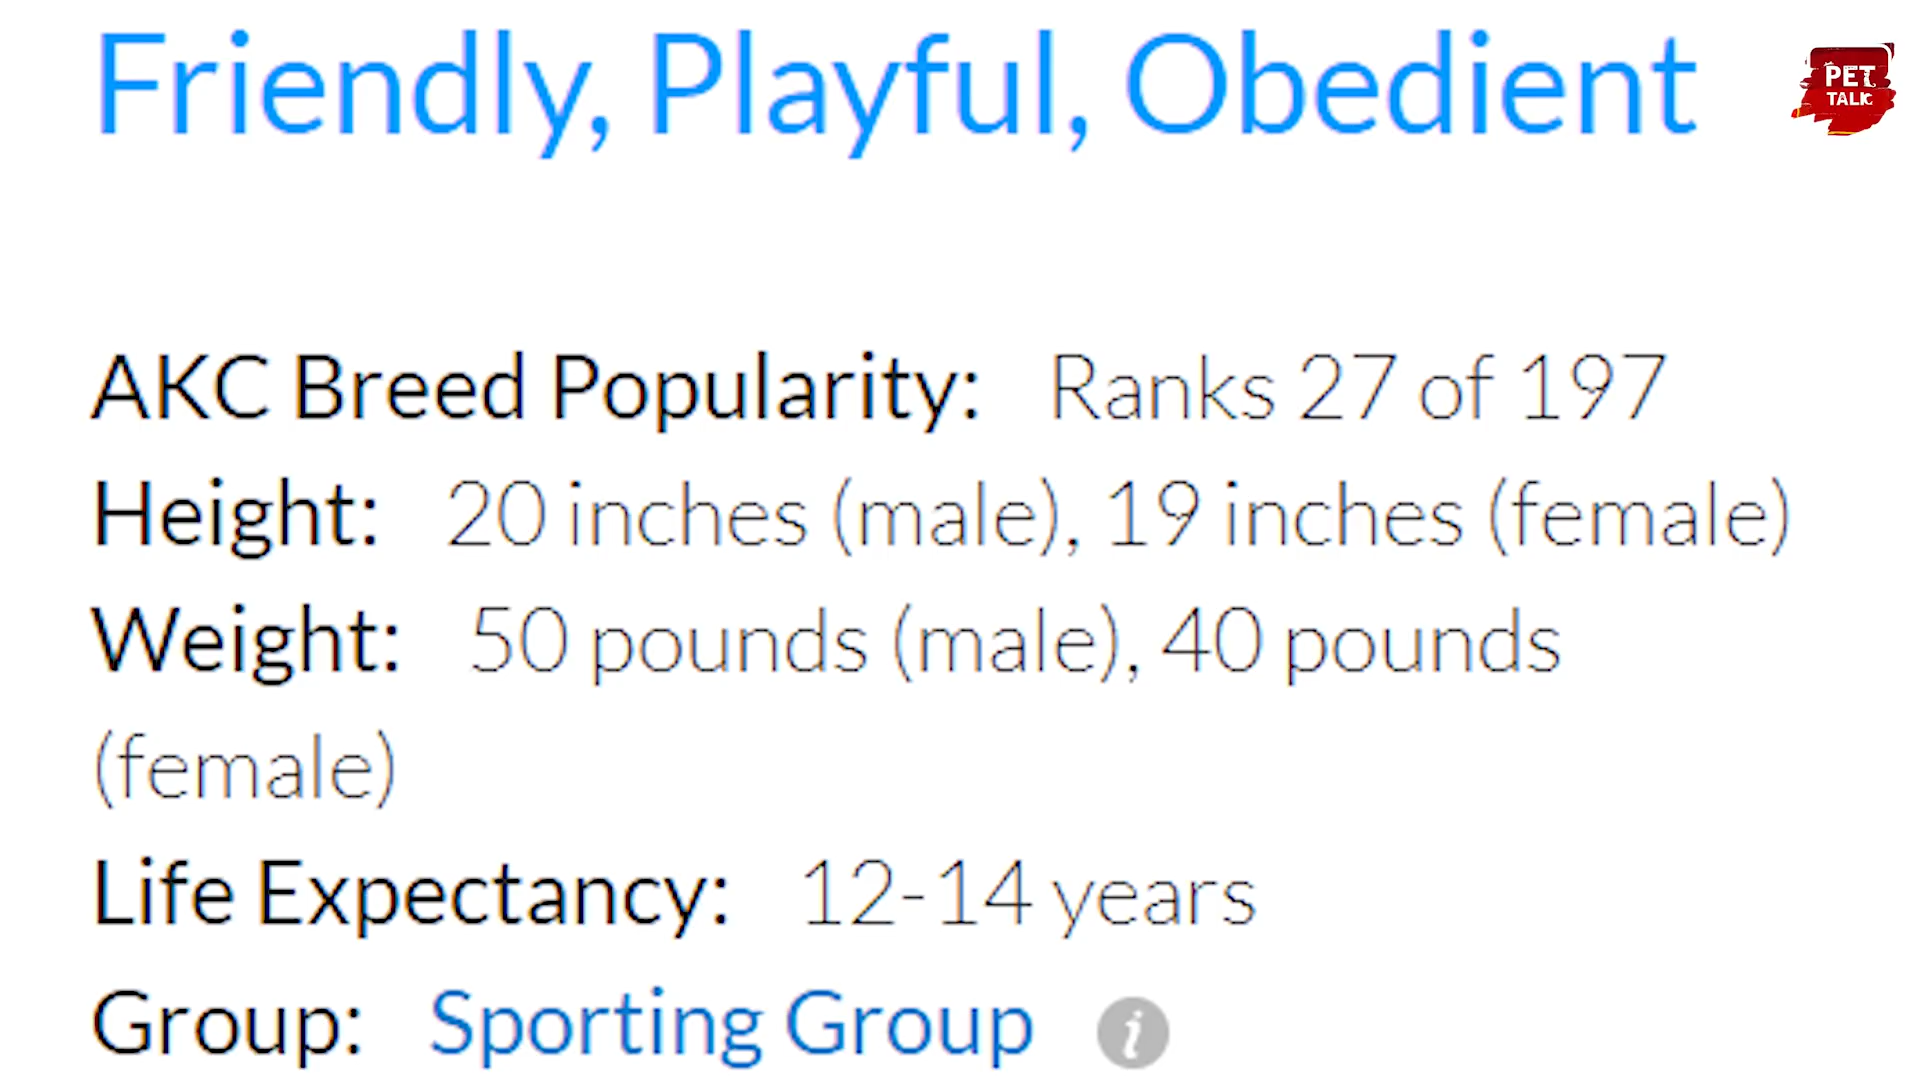 Friendly, Playful, Obedient
PET
TALK
AKC Breed Popularity: Ranks 27 of 197
Height: 20 inches (male), 19 inches (female)
Weight: 50 pounds (male), 40 pounds
(female)
Life Expectancy: 12-14 years
Group: Sporting Group i